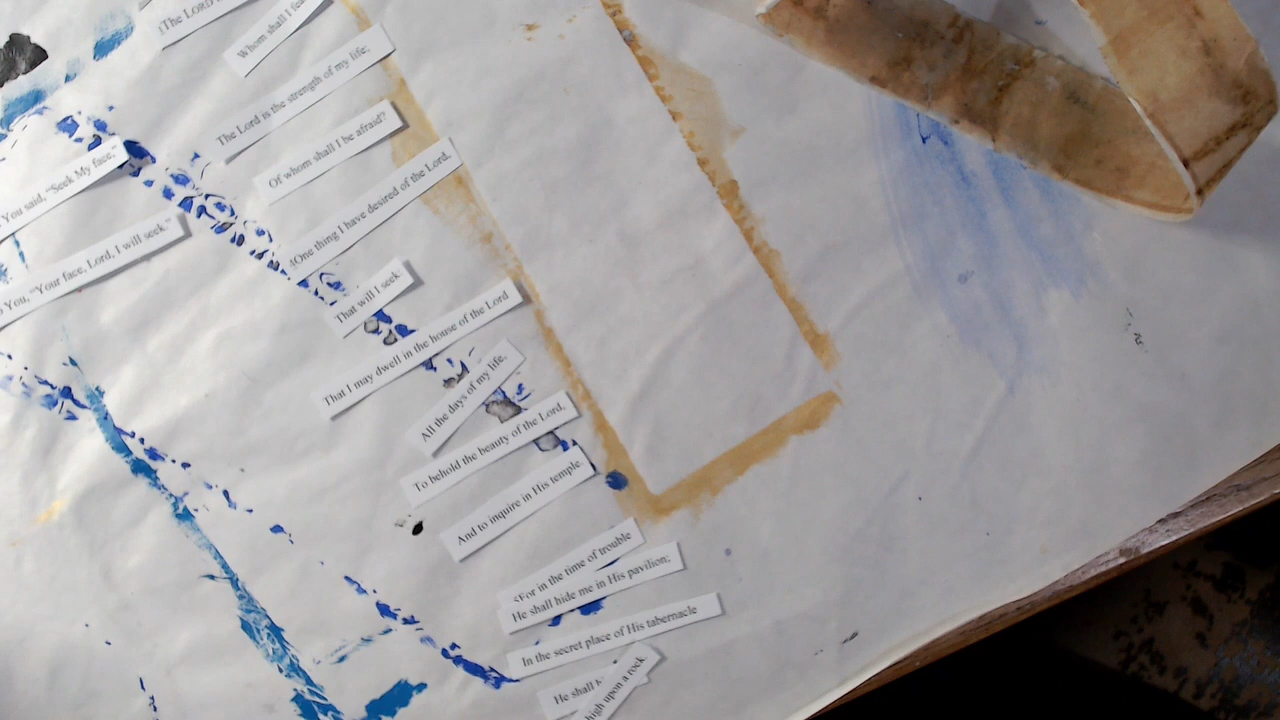 1The LORD
Whom shall I fea
The Lord is the strength of my life;
Of whom shall I be afraid?
4One thing I have desired of the Lord,
That will I seek
That I may dwell in the house of the Lord
All the days of my life,
To behold the beauty of the Lord,
And to inquire in His temple.
5For in the time of trouble
He shall hide me in His pavilion;
In the secret place of His tabernacle
He shall h
high upon a rock
You said, "Seek My face,"
You, "Your face, Lord, I will seek."